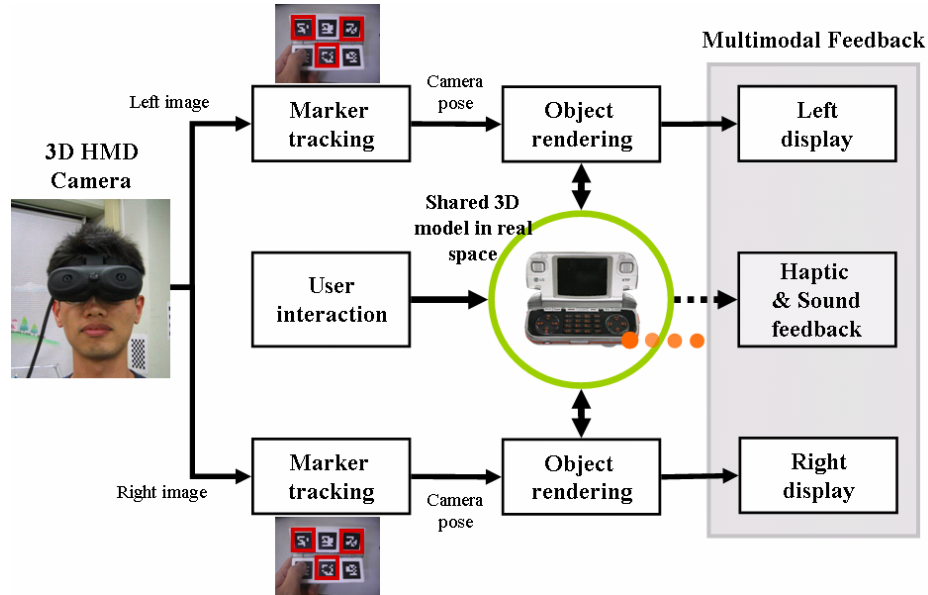 Multimodal Feedback
Left image
Marker
tracking
Camera
pose
Object
rendering
Left
display
3D HMD
Camera
Shared 3D
model in real
space
User
interaction
Haptic
& Sound
feedback
Right image
Marker
tracking
Camera
pose
Object
rendering
Right
display